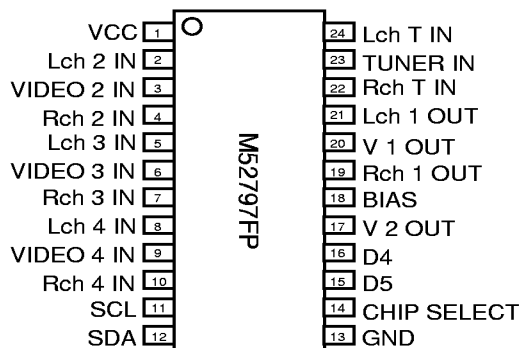 VCC 1 24 Lch T IN
Lch 2 IN 2 23 TUNER IN
VIDEO 2 IN 3 22 Rch T IN
Rch 2 IN 4 21 Lch 1 OUT
Lch 3 IN 5 20 V 1 OUT
VIDEO 3 IN 6 19 Rch 1 OUT
Rch 3 IN 7 18 BIAS
Lch 4 IN 8 17 V 2 OUT
VIDEO 4 IN 9 16 D4
Rch 4 IN 10 15 D5
SCL 11 14 CHIP SELECT
SDA 12 13 GND
M52797FP